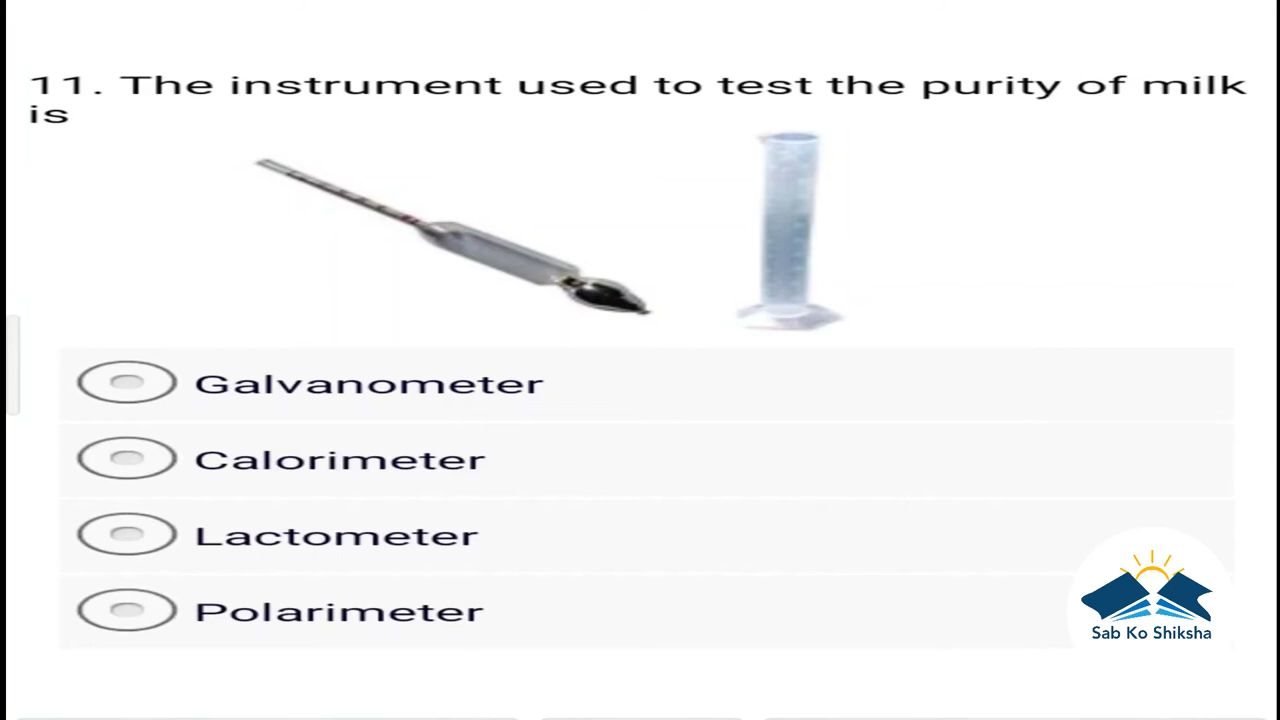 11. The instrument used to test the purity of milk
is
Galvanometer
Calorimeter
Lactometer
Polarimeter
Sab Ko Shiksha